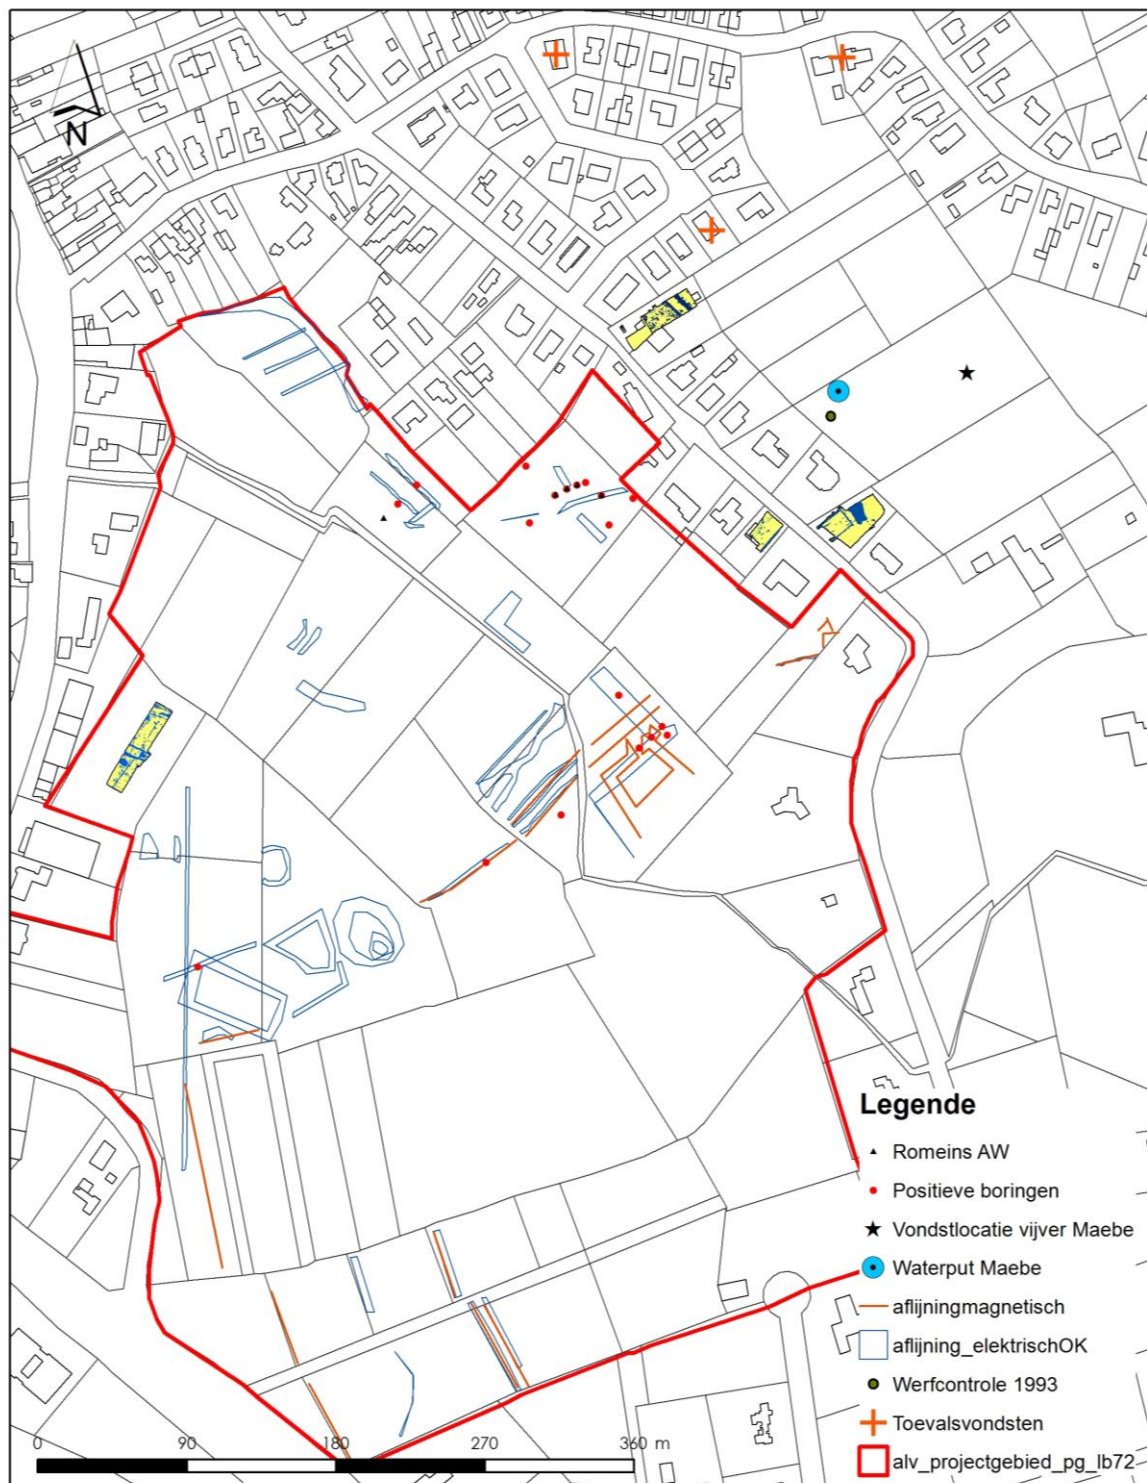 N
Legende
Romeins AW
Positieve boringen
Vondstlocatie vijver Maebe
Waterput Maebe
aflijningmagnetisch
aflijning_elektrischOK
Werfcontrole 1993
Toevalsvondsten
alv_projectgebied_pg_lb72
0 90 180 270 360 m